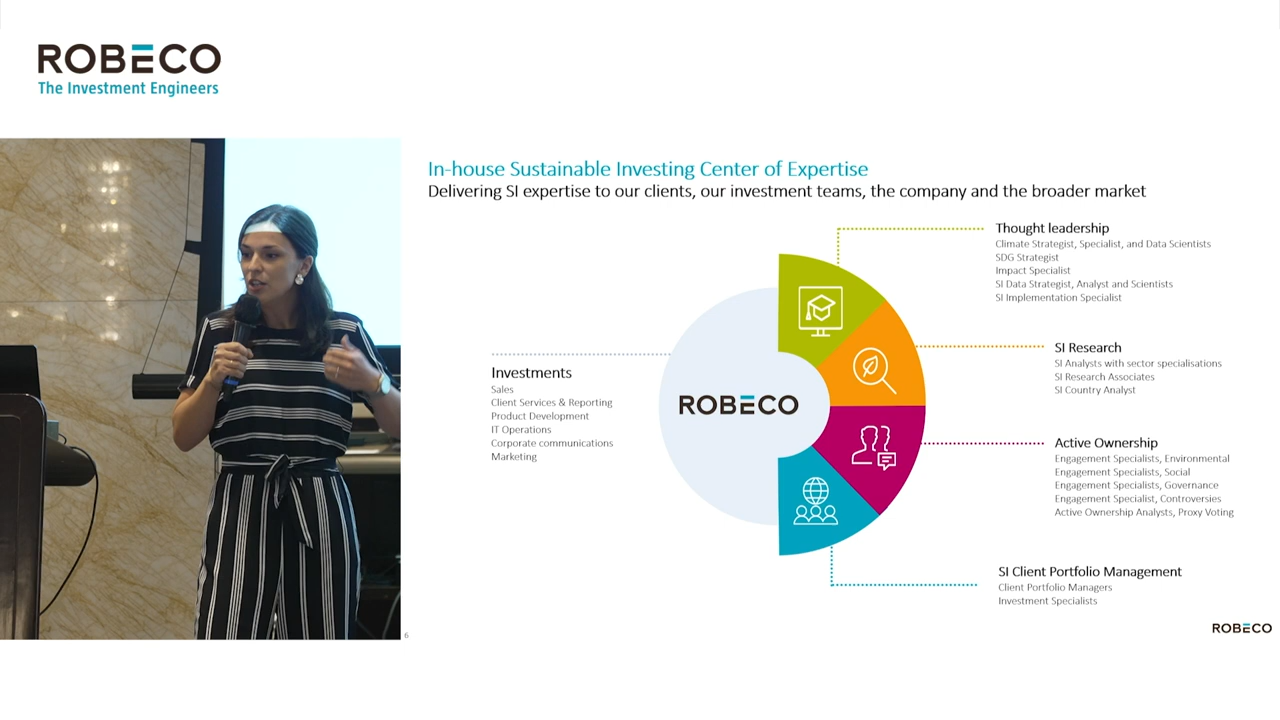 ROBECO
The Investment Engineers
In-house Sustainable Investing Center of Expertise
Delivering SI expertise to our clients, our investment teams, the company and the broader market
Investments
Sales
Client Services & Reporting
Product Development
IT Operations
Corporate communications
Marketing
ROBECO
Thought leadership
Climate Strategist, Specialist, and Data Scientists
SDG Strategist
Impact Specialist
SI Data Strategist, Analyst and Scientists
SI Implementation Specialist
SI Research
SI Analysts with sector specialisations
SI Research Associates
SI Country Analyst
Active Ownership
Engagement Specialists, Environmental
Engagement Specialists, Social
Engagement Specialists, Governance
Engagement Specialist, Controversies
Active Ownership Analysts, Proxy Voting
SI Client Portfolio Management
Client Portfolio Managers
Investment Specialists
6
ROBECO